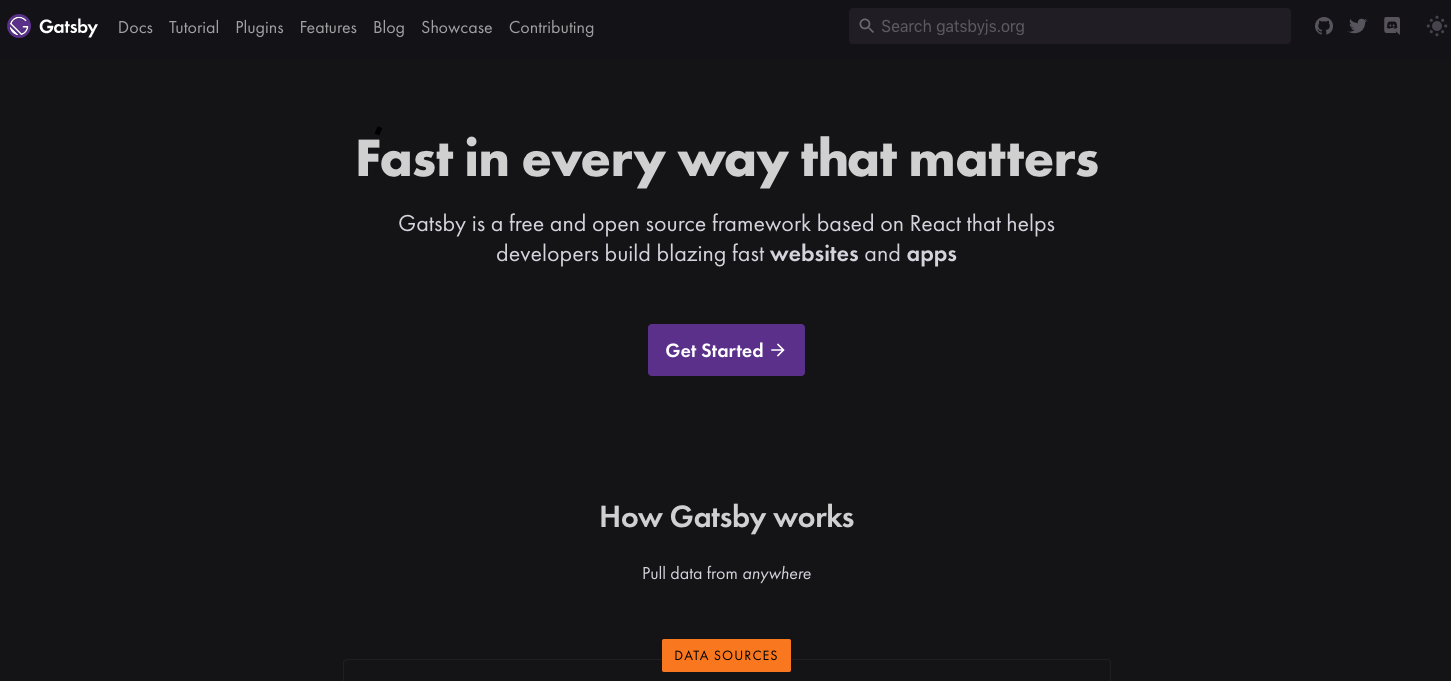 Gatsby Docs Tutorial Plugins Features Blog Showcase Contributing Search gatsbyjs.org
Fast in every way that matters
Gatsby is a free and open source framework based on React that helps
developers build blazing fast websites and apps
Get Started →
How Gatsby works
Pull data from anywhere
DATA SOURCES